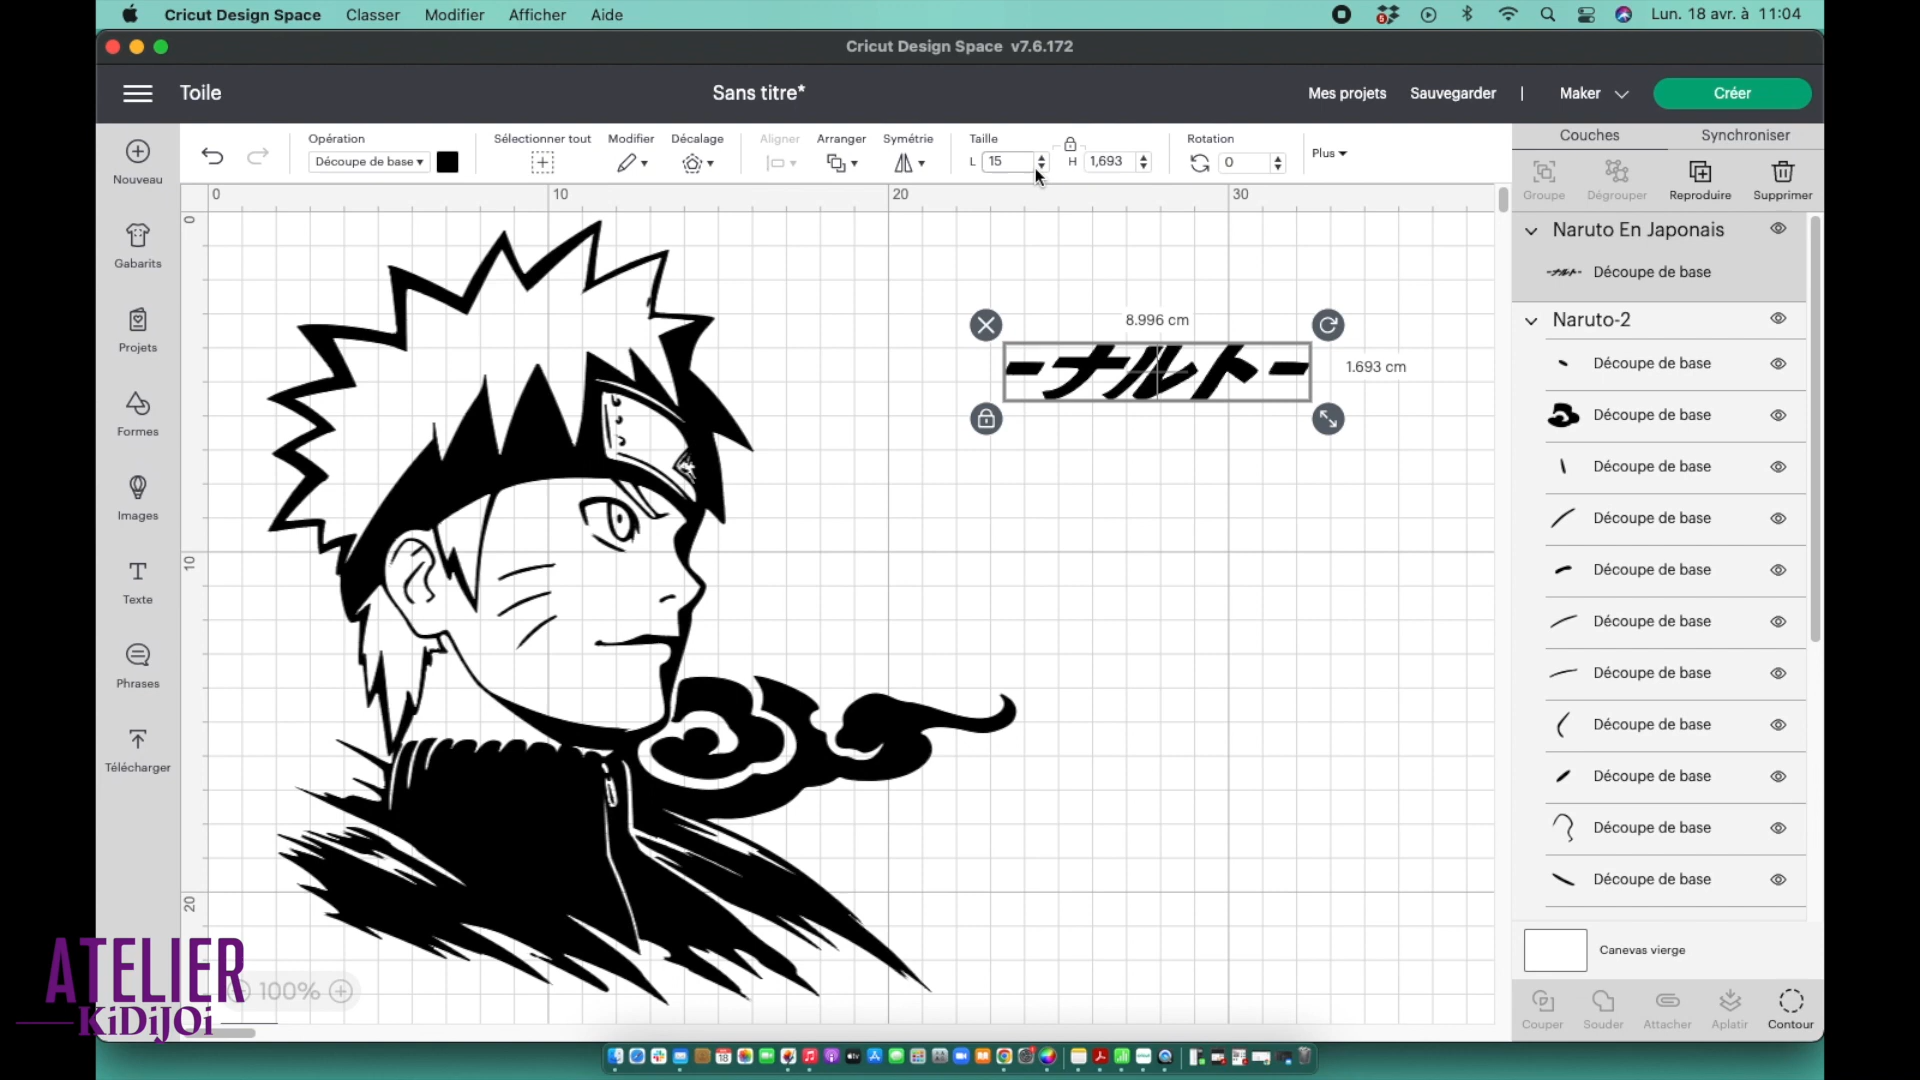 Cricut Design Space Classer Modifier Afficher Aide Lun. 18 avr. à 11:04
Cricut Design Space v7.6.172
Toile Sans titre* Mes projets Sauvegarder | Maker Créer
Opération Sélectionner tout Modifier Décalage Aligner Arranger Symétrie Taille Rotation
Découpe de base L 15 H 1,693 0 Plus
Couches Synchroniser
Groupe Dégrouper Reproduire Supprimer
Nouveau
Gabarits
Projets
Formes
Images
Texte
Phrases
Télécharger
0 10 20 30
0
10
20
8.996 cm
ーナルトー
1.693 cm
Naruto En Japonais
Découpe de base
Naruto-2
Découpe de base
Découpe de base
Découpe de base
Découpe de base
Découpe de base
Découpe de base
Découpe de base
Découpe de base
Découpe de base
Découpe de base
Découpe de base
Canevas vierge
Couper Souder Attacher Aplatir Contour
100%
ATELIER
KiDiJOi